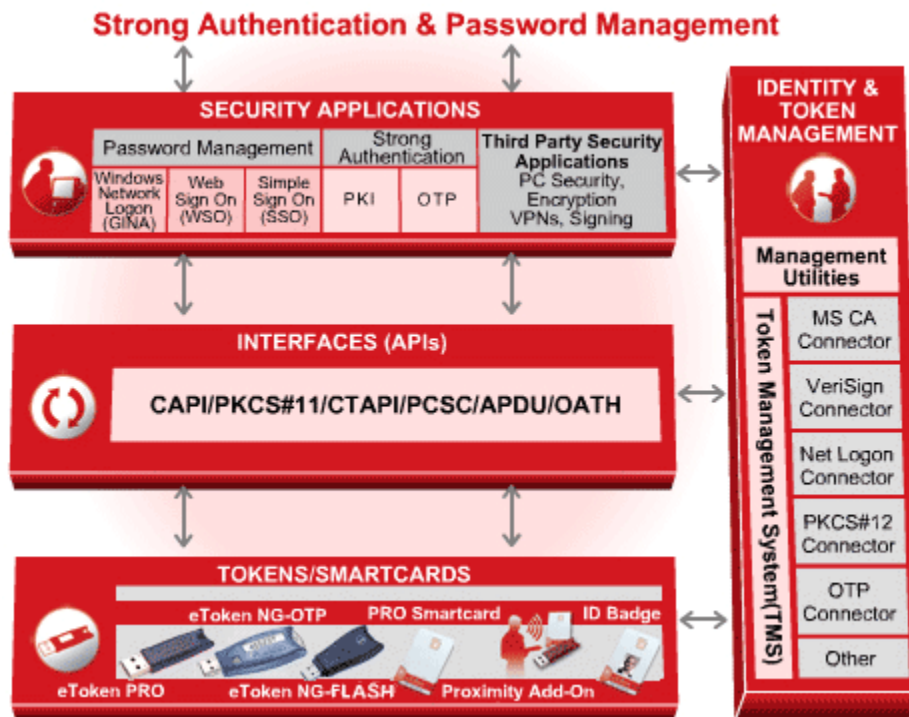 Strong Authentication & Password Management
SECURITY APPLICATIONS
Password Management
Windows
Network
Logon
(GINA)
Web
Sign On
(WSO)
Simple
Sign On
(SSO)
Strong
Authentication
PKI
OTP
Third Party Security
Applications
PC Security,
Encryption
VPNs, Signing
INTERFACES (APIs)
CAPI/PKCS#11/CTAPI/PCSC/APDU/OATH
TOKENS/SMARTCARDS
eToken NG-OTP
PRO Smartcard
ID Badge
eToken PRO
eToken NG-FLASH
Proximity Add-On
IDENTITY &
TOKEN
MANAGEMENT
Management
Utilities
Token Management System(TMS)
MS CA
Connector
VeriSign
Connector
Net Logon
Connector
PKCS#12
Connector
OTP
Connector
Other